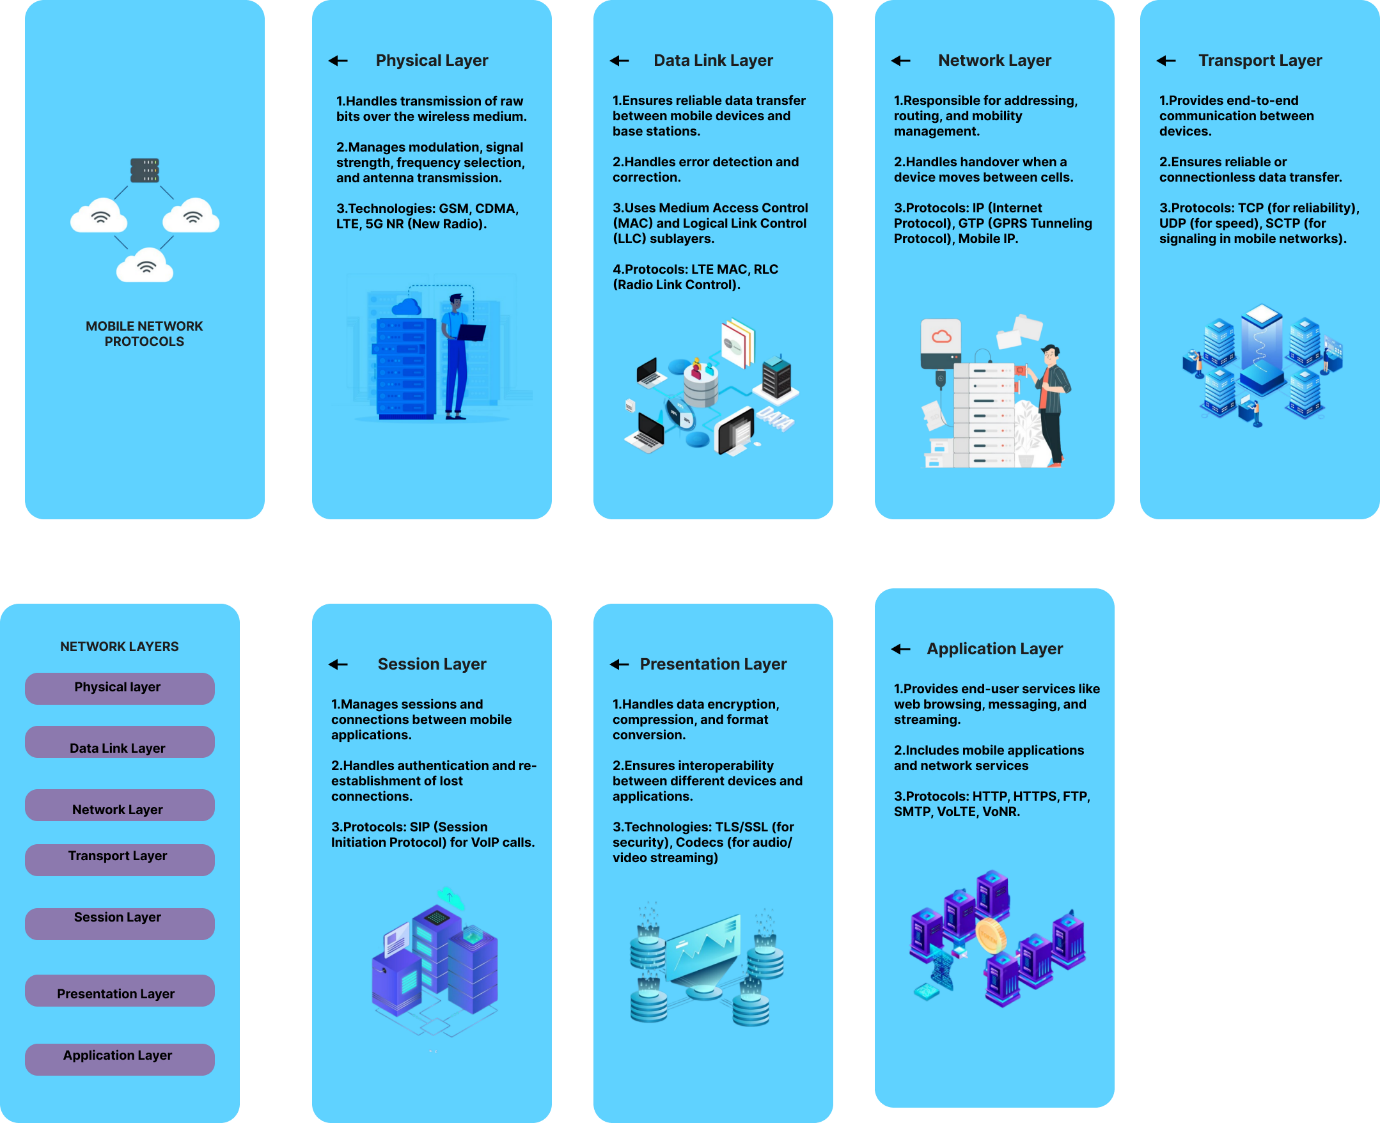 MOBILE NETWORK
PROTOCOLS
Physical Layer
1.Handles transmission of raw
bits over the wireless medium.
2.Manages modulation, signal
strength, frequency selection,
and antenna transmission.
3.Technologies: GSM, CDMA,
LTE, 5G NR (New Radio).
Data Link Layer
1.Ensures reliable data transfer
between mobile devices and
base stations.
2.Handles error detection and
correction.
3.Uses Medium Access Control
(MAC) and Logical Link Control
(LLC) sublayers.
4.Protocols: LTE MAC, RLC
(Radio Link Control).
DATA
Network Layer
1.Responsible for addressing,
routing, and mobility
management.
2.Handles handover when a
device moves between cells.
3.Protocols: IP (Internet
Protocol), GTP (GPRS Tunneling
Protocol), Mobile IP.
Transport Layer
1.Provides end-to-end
communication between
devices.
2.Ensures reliable or
connectionless data transfer.
3.Protocols: TCP (for reliability),
UDP (for speed), SCTP (for
signaling in mobile networks).
NETWORK LAYERS
Physical layer
Data Link Layer
Network Layer
Transport Layer
Session Layer
Presentation Layer
Application Layer
Session Layer
1.Manages sessions and
connections between mobile
applications.
2.Handles authentication and re-
establishment of lost
connections.
3.Protocols: SIP (Session
Initiation Protocol) for VoIP calls.
Presentation Layer
1.Handles data encryption,
compression, and format
conversion.
2.Ensures interoperability
between different devices and
applications.
3.Technologies: TLS/SSL (for
security), Codecs (for audio/
video streaming)
Application Layer
1.Provides end-user services like
web browsing, messaging, and
streaming.
2.Includes mobile applications
and network services
3.Protocols: HTTP, HTTPS, FTP,
SMTP, VoLTE, VoNR.